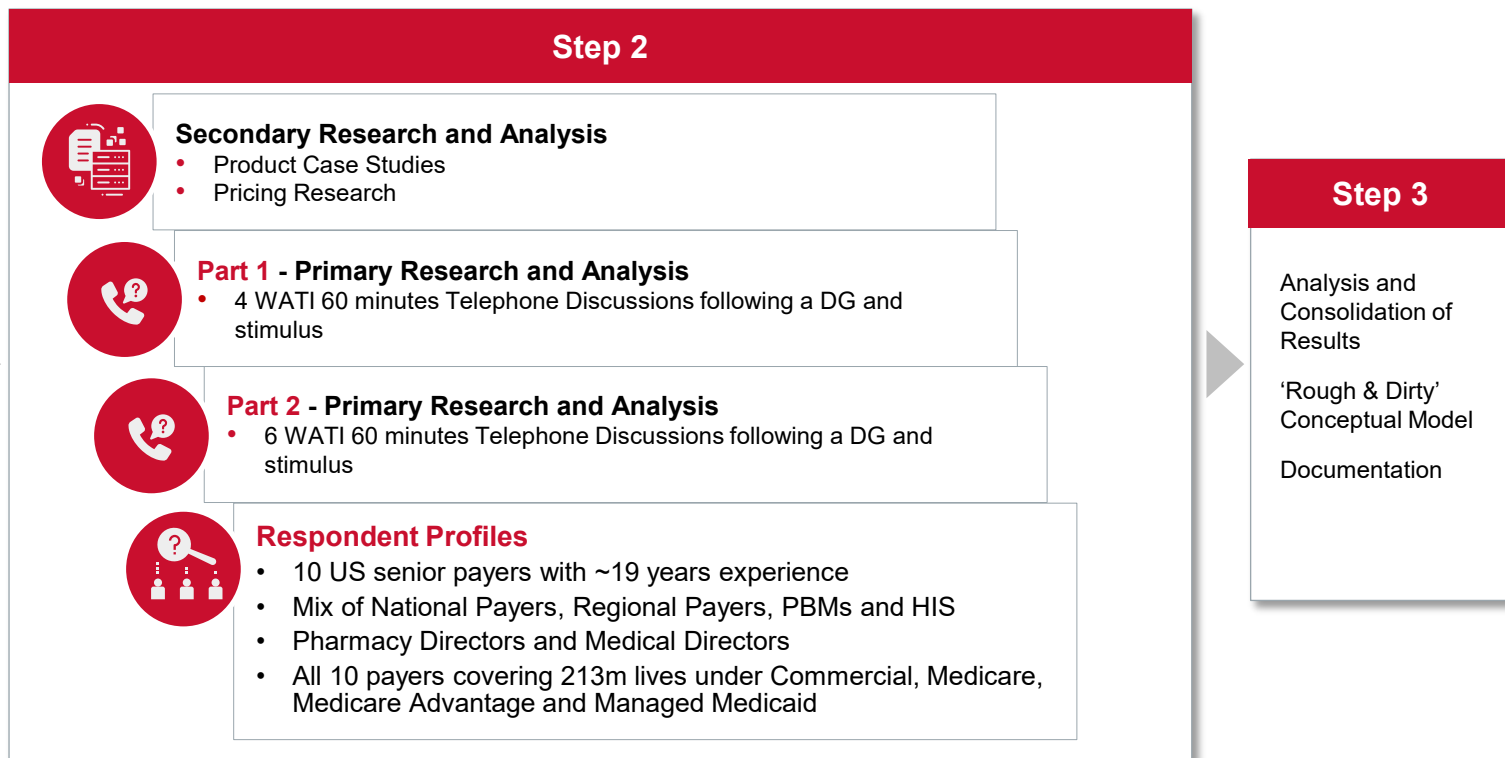 Step 2
Secondary Research and Analysis
• Product Case Studies
• Pricing Research
Part 1 - Primary Research and Analysis
• 4 WATI 60 minutes Telephone Discussions following a DG and
stimulus
Part 2 - Primary Research and Analysis
• 6 WATI 60 minutes Telephone Discussions following a DG and
stimulus
Respondent Profiles
• 10 US senior payers with ~19 years experience
• Mix of National Payers, Regional Payers, PBMs and HIS
• Pharmacy Directors and Medical Directors
• All 10 payers covering 213m lives under Commercial, Medicare,
Medicare Advantage and Managed Medicaid
Step 3
Analysis and
Consolidation of
Results
‘Rough & Dirty’
Conceptual Model
Documentation